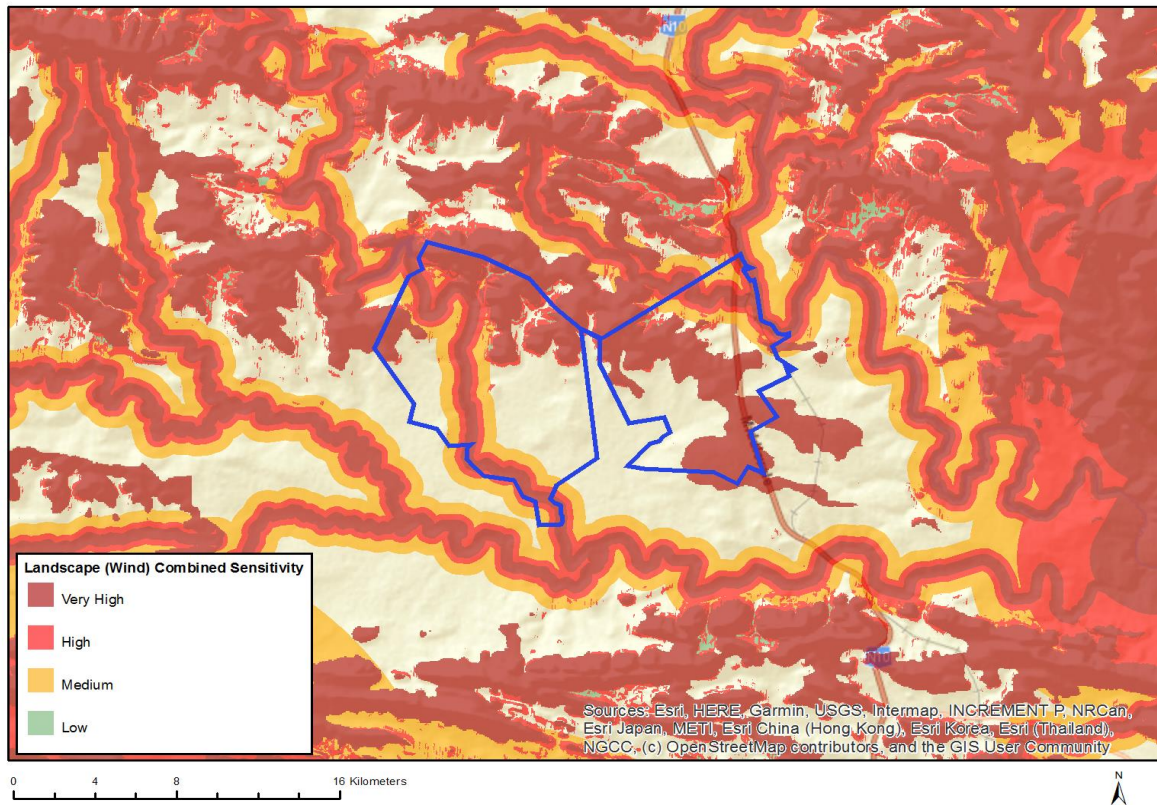 N10
Landscape (Wind) Combined Sensitivity
Very High
High
Medium
Low
N10
Sources: Esri, HERE, Garmin, USGS, Intermap, INCREMENT P, NRCan,
Esri Japan, METI, Esri China (Hong Kong), Esri Korea, Esri (Thailand),
NGCC, (c) OpenStreetMap contributors, and the GIS User Community
0 4 8 16 Kilometers
N